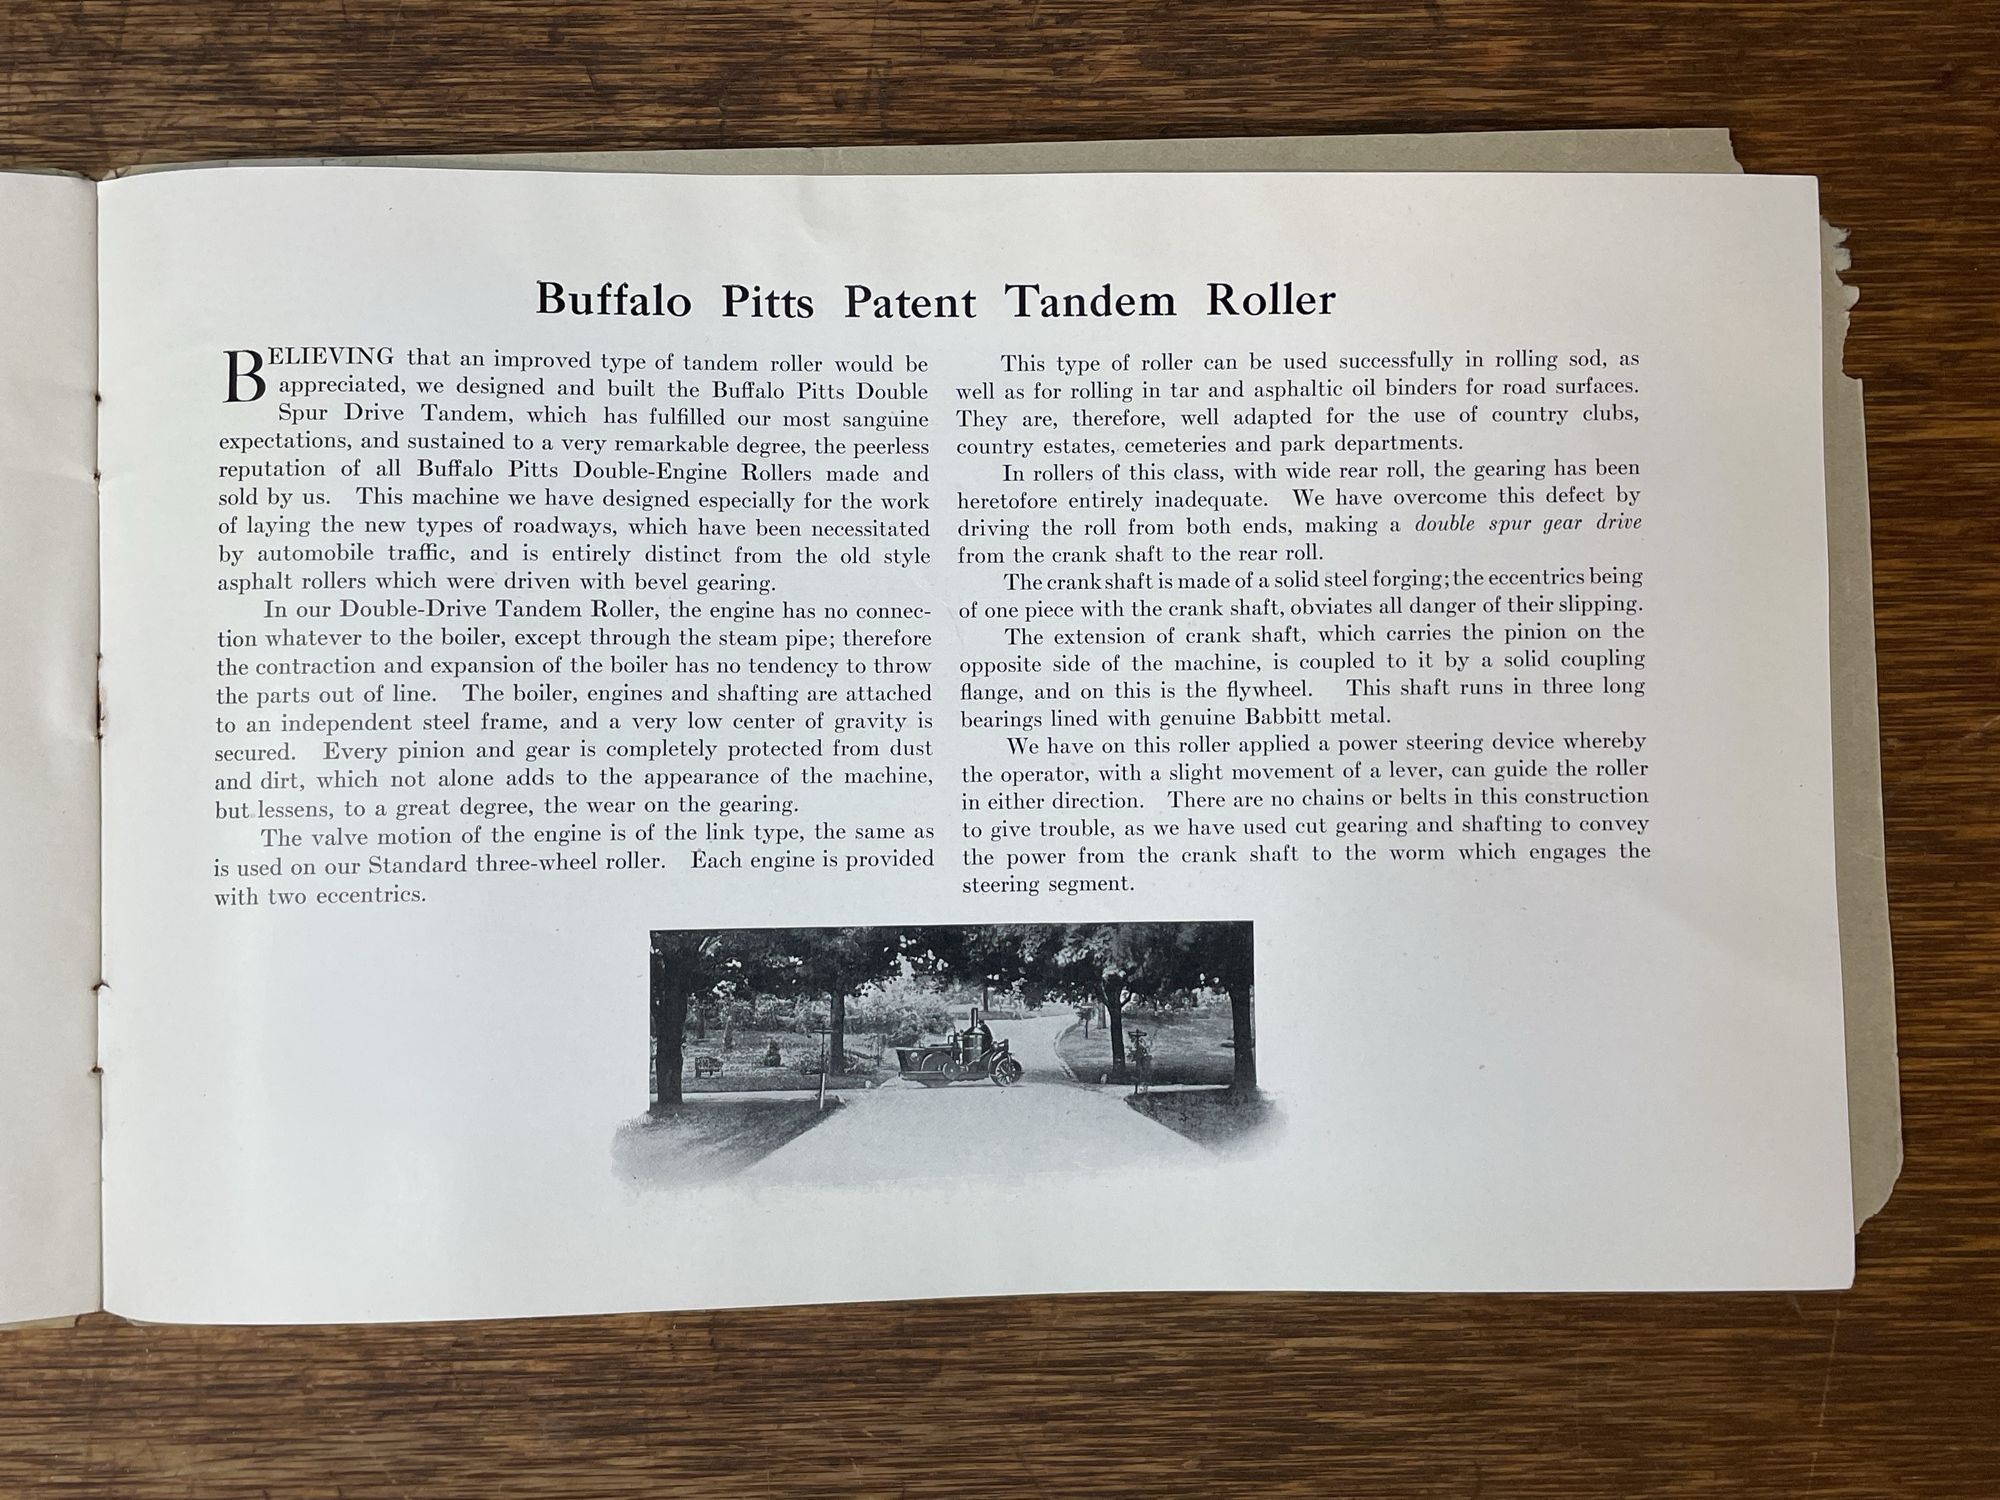 Buffalo Pitts Patent Tandem Roller
BELIEVING that an improved type of tandem roller would be
appreciated, we designed and built the Buffalo Pitts Double
Spur Drive Tandem, which has fulfilled our most sanguine
expectations, and sustained to a very remarkable degree, the peerless
reputation of all Buffalo Pitts Double-Engine Rollers made and
sold by us. This machine we have designed especially for the work
of laying the new types of roadways, which have been necessitated
by automobile traffic, and is entirely distinct from the old style
asphalt rollers which were driven with bevel gearing.
In our Double-Drive Tandem Roller, the engine has no connec-
tion whatever to the boiler, except through the steam pipe; therefore
the contraction and expansion of the boiler has no tendency to throw
the parts out of line. The boiler, engines and shafting are attached
to an independent steel frame, and a very low center of gravity is
secured. Every pinion and gear is completely protected from dust
and dirt, which not alone adds to the appearance of the machine,
but lessens, to a great degree, the wear on the gearing.
The valve motion of the engine is of the link type, the same as
is used on our Standard three-wheel roller. Each engine is provided
with two eccentrics.
This type of roller can be used successfully in rolling sod, as
well as for rolling in tar and asphaltic oil binders for road surfaces.
They are, therefore, well adapted for the use of country clubs,
country estates, cemeteries and park departments.
In rollers of this class, with wide rear roll, the gearing has been
heretofore entirely inadequate. We have overcome this defect by
driving the roll from both ends, making a double spur gear drive
from the crank shaft to the rear roll.
The crank shaft is made of a solid steel forging; the eccentrics being
of one piece with the crank shaft, obviates all danger of their slipping.
The extension of crank shaft, which carries the pinion on the
opposite side of the machine, is coupled to it by a solid coupling
flange, and on this is the flywheel. This shaft runs in three long
bearings lined with genuine Babbitt metal.
We have on this roller applied a power steering device whereby
the operator, with a slight movement of a lever, can guide the roller
in either direction. There are no chains or belts in this construction
to give trouble, as we have used cut gearing and shafting to convey
the power from the crank shaft to the worm which engages the
steering segment.